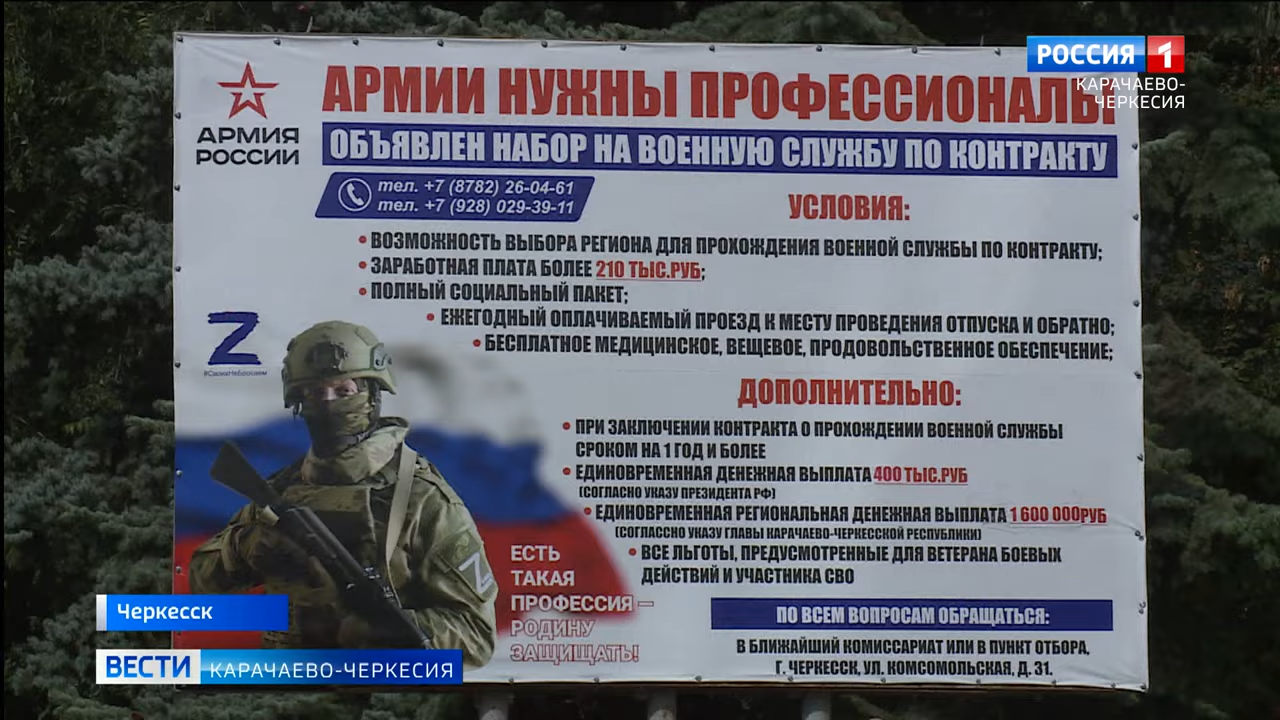 РОССИЯ 1
КАРАЧАЕВО-
ЧЕРКЕСИЯ
АРМИЯ
РОССИИ
АРМИИ НУЖНЫ ПРОФЕССИОНАЛЫ
ОБЪЯВЛЕН НАБОР НА ВОЕННУЮ СЛУЖБУ ПО КОНТРАКТУ
тел. +7 (8782) 26-04-61
тел. +7 (928) 029-39-11
УСЛОВИЯ:
• ВОЗМОЖНОСТЬ ВЫБОРА РЕГИОНА ДЛЯ ПРОХОЖДЕНИЯ ВОЕННОЙ СЛУЖБЫ ПО КОНТРАКТУ;
• ЗАРАБОТНАЯ ПЛАТА БОЛЕЕ 210 ТЫС.РУБ;
• ПОЛНЫЙ СОЦИАЛЬНЫЙ ПАКЕТ;
• ЕЖЕГОДНЫЙ ОПЛАЧИВАЕМЫЙ ПРОЕЗД К МЕСТУ ПРОВЕДЕНИЯ ОТПУСКА И ОБРАТНО;
• БЕСПЛАТНОЕ МЕДИЦИНСКОЕ, ВЕЩЕВОЕ, ПРОДОВОЛЬСТВЕННОЕ ОБЕСПЕЧЕНИЕ;
Z
#СвоихНеБросаем
ДОПОЛНИТЕЛЬНО:
• ПРИ ЗАКЛЮЧЕНИИ КОНТРАКТА О ПРОХОЖДЕНИИ ВОЕННОЙ СЛУЖБЫ
СРОКОМ НА 1 ГОД И БОЛЕЕ
• ЕДИНОВРЕМЕННАЯ ДЕНЕЖНАЯ ВЫПЛАТА 400 ТЫС.РУБ
(СОГЛАСНО УКАЗУ ПРЕЗИДЕНТА РФ)
• ЕДИНОВРЕМЕННАЯ РЕГИОНАЛЬНАЯ ДЕНЕЖНАЯ ВЫПЛАТА 1 600 000РУБ
(СОГЛАССНО УКАЗУ ГЛАВЫ КАРАЧАЕВО-ЧЕРКЕССКОЙ РЕСПУБЛИКИ)
• ВСЕ ЛЬГОТЫ, ПРЕДУСМОТРЕННЫЕ ДЛЯ ВЕТЕРАНА БОЕВЫХ
ДЕЙСТВИЙ И УЧАСТНИКА СВО
Z
ЕСТЬ
ТАКАЯ
ПРОФЕССИЯ –
РОДИНУ
ЗАЩИЩАТЬ!
ПО ВСЕМ ВОПРОСАМ ОБРАЩАТЬСЯ:
В БЛИЖАЙШИЙ КОМИССАРИАТ ИЛИ В ПУНКТ ОТБОРА,
Г. ЧЕРКЕССК, УЛ. КОМСОМОЛЬСКАЯ, Д. 31.
Черкесск
ВЕСТИ КАРАЧАЕВО-ЧЕРКЕСИЯ